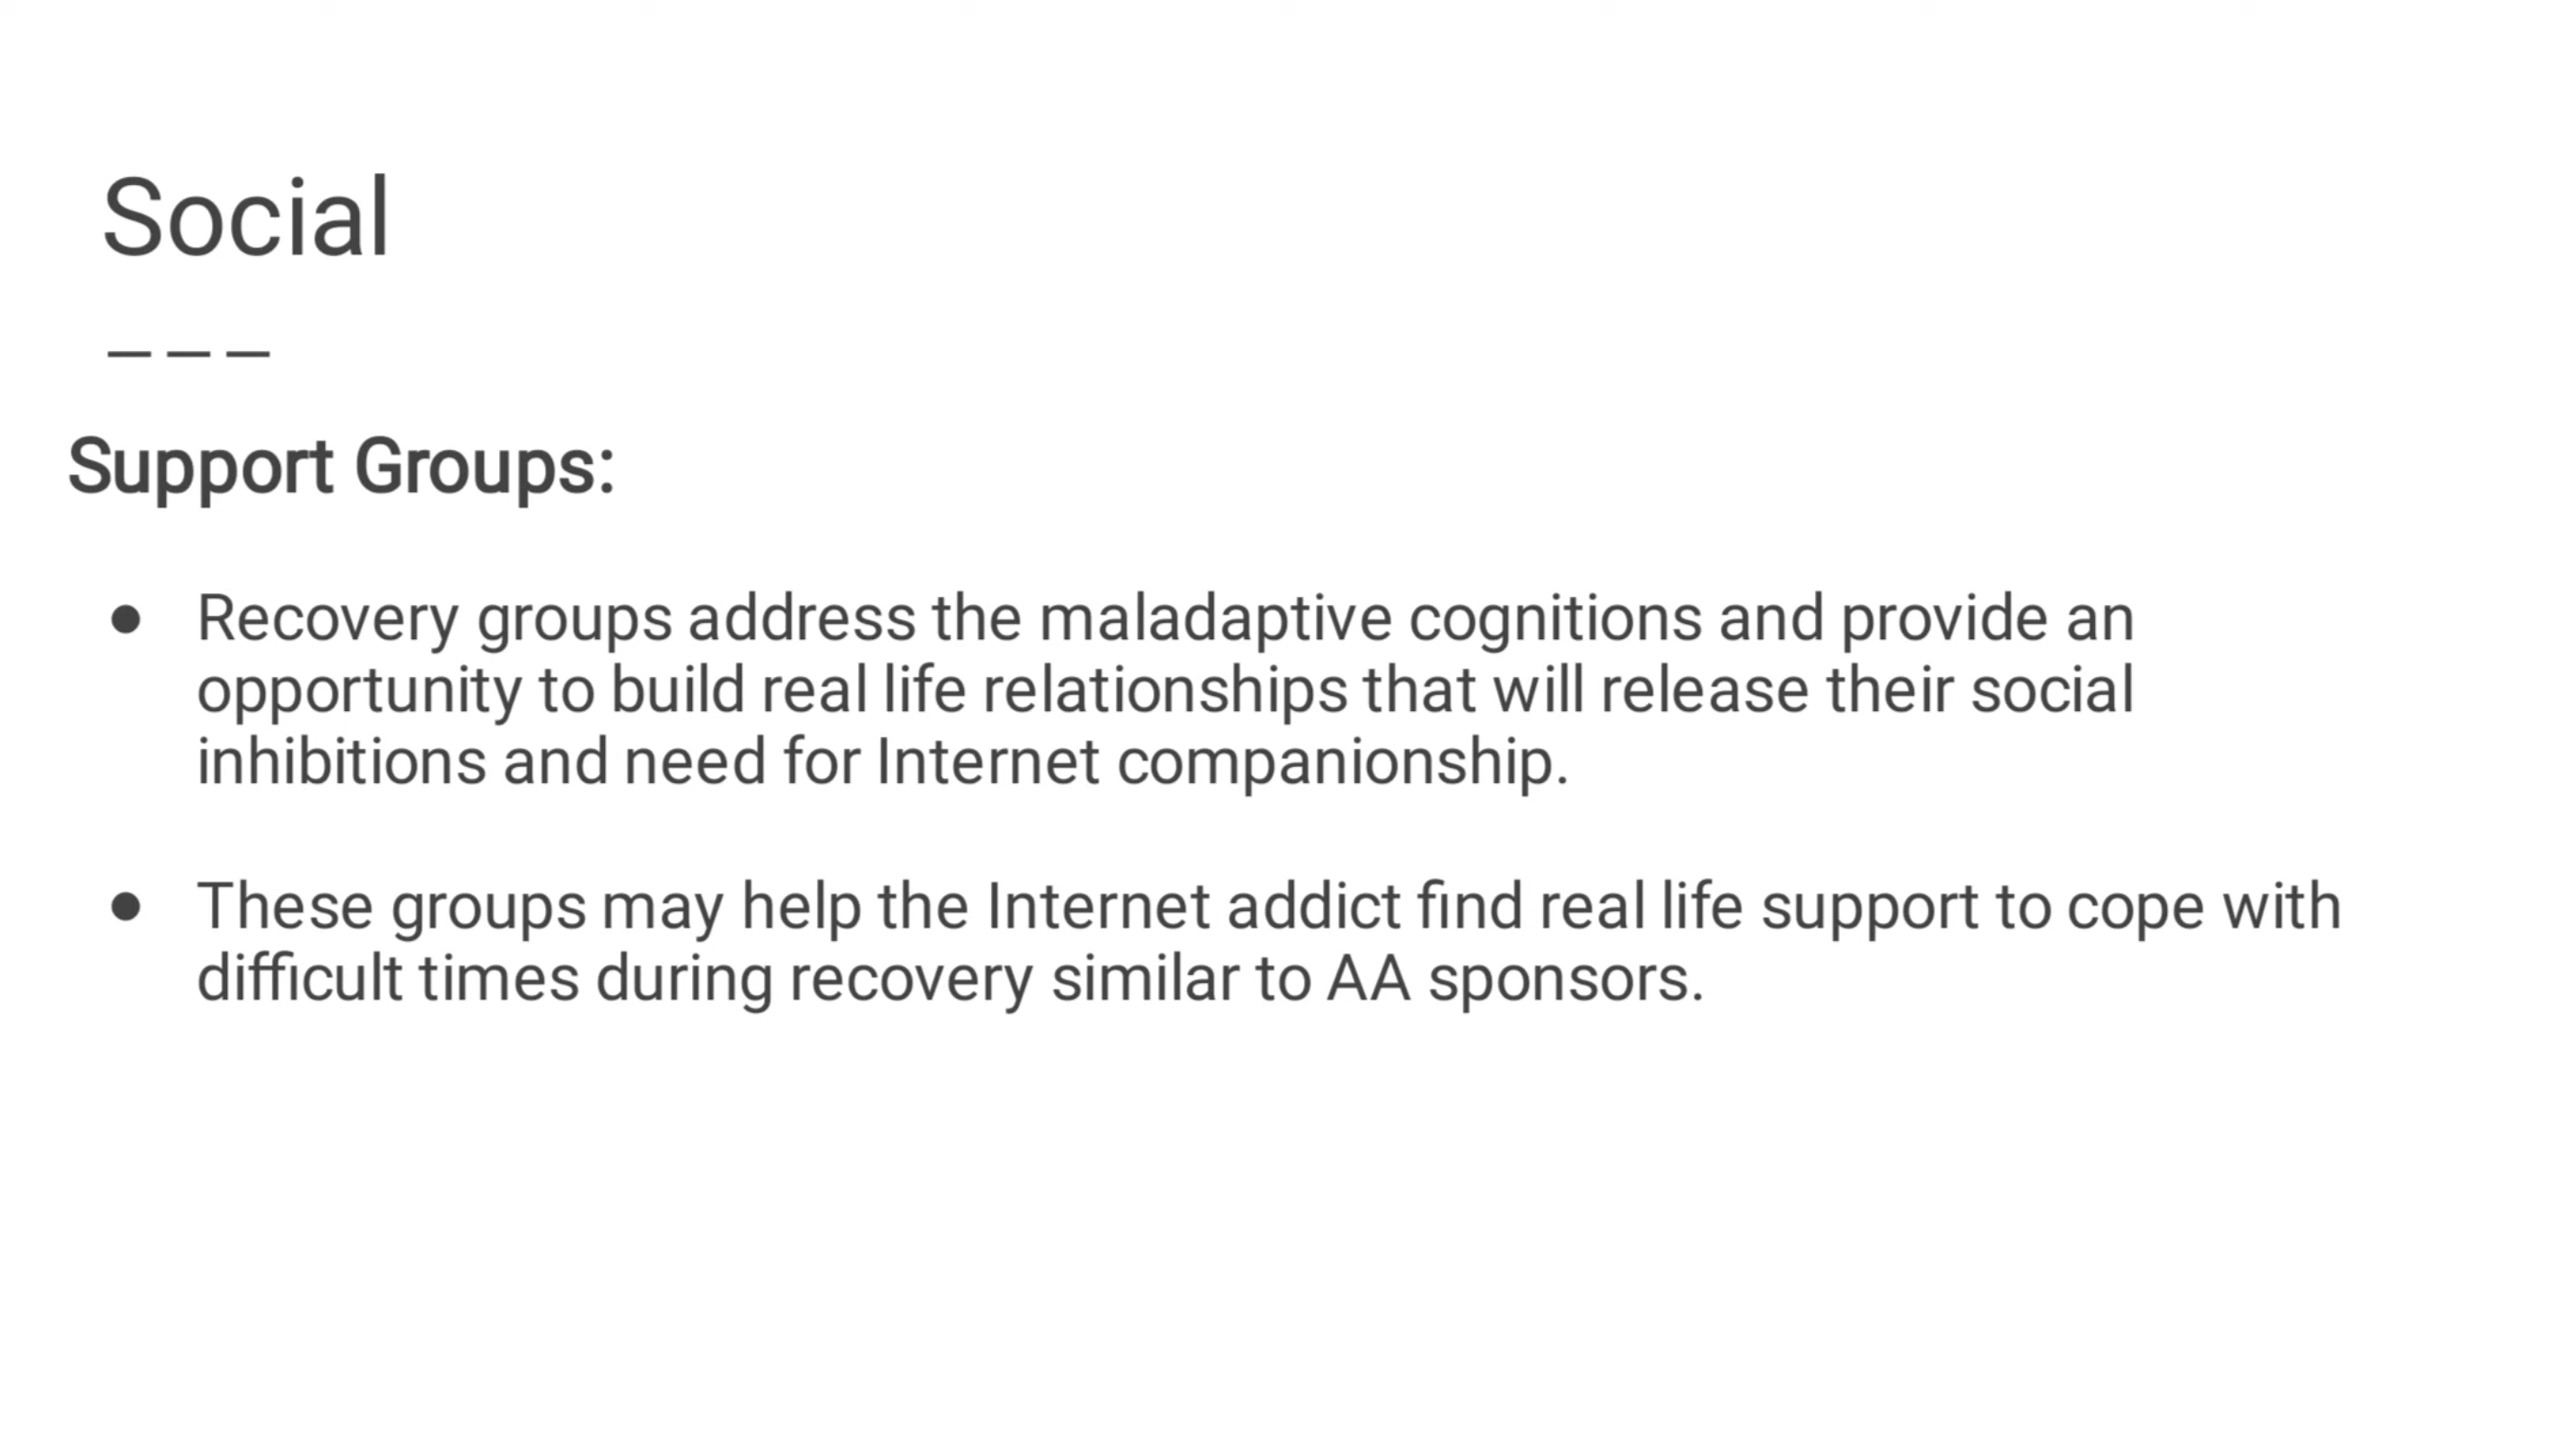 Social
– – –
Support Groups:
● Recovery groups address the maladaptive cognitions and provide an
opportunity to build real life relationships that will release their social
inhibitions and need for Internet companionship.
● These groups may help the Internet addict find real life support to cope with
difficult times during recovery similar to AA sponsors.